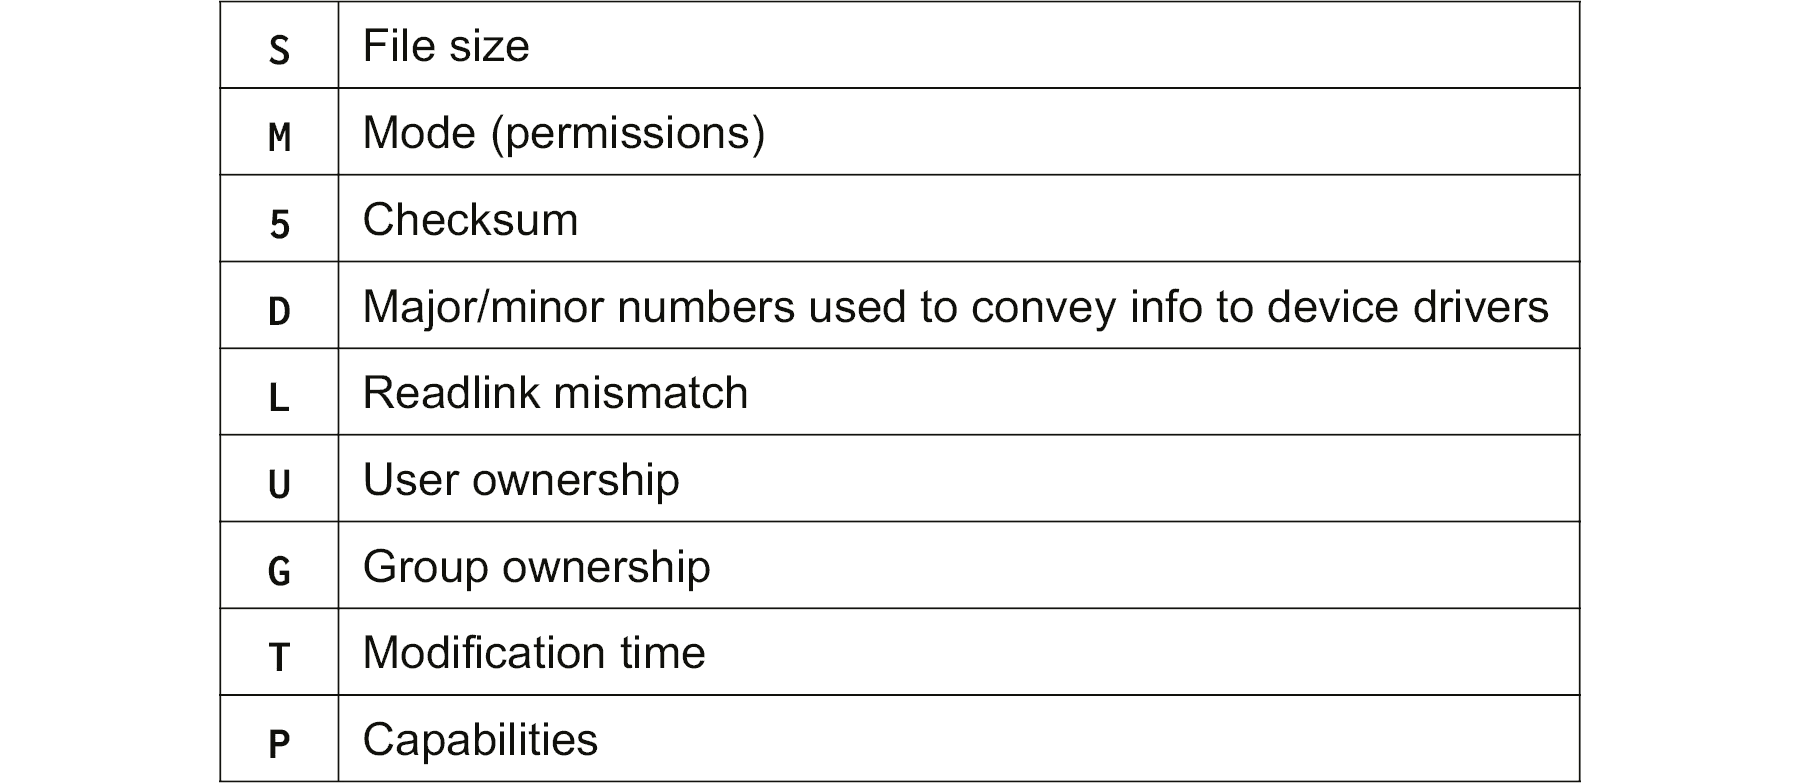 S File size
M Mode (permissions)
5 Checksum
D Major/minor numbers used to convey info to device drivers
L Readlink mismatch
U User ownership
G Group ownership
T Modification time
P Capabilities